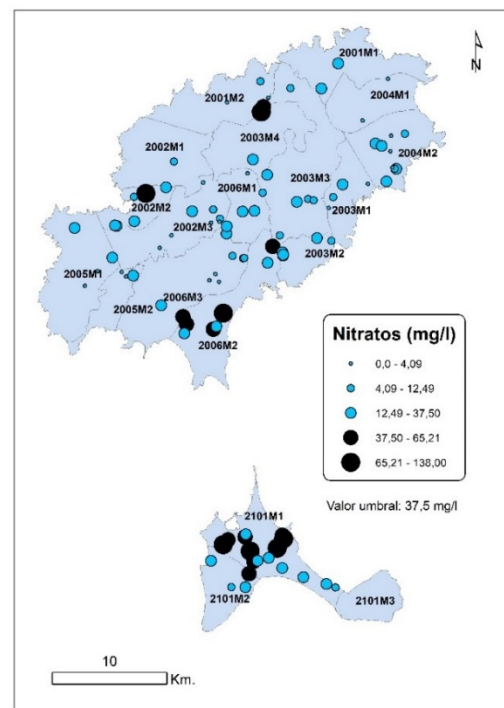 N
2001M1
2001M2
2004M1
2003M4
2002M1
2004M2
2003M3
2006M1
2002M2
2003M1
2002M3
2003M2
2005M1
2006M3
2005M2
2006M2
Nitratos (mg/l)
0,0 - 4,09
4,09 - 12,49
12,49 - 37,50
37,50 - 65,21
65,21 - 138,00
Valor umbral: 37,5 mg/l
2101M1
2101M2
2101M3
10
Km.